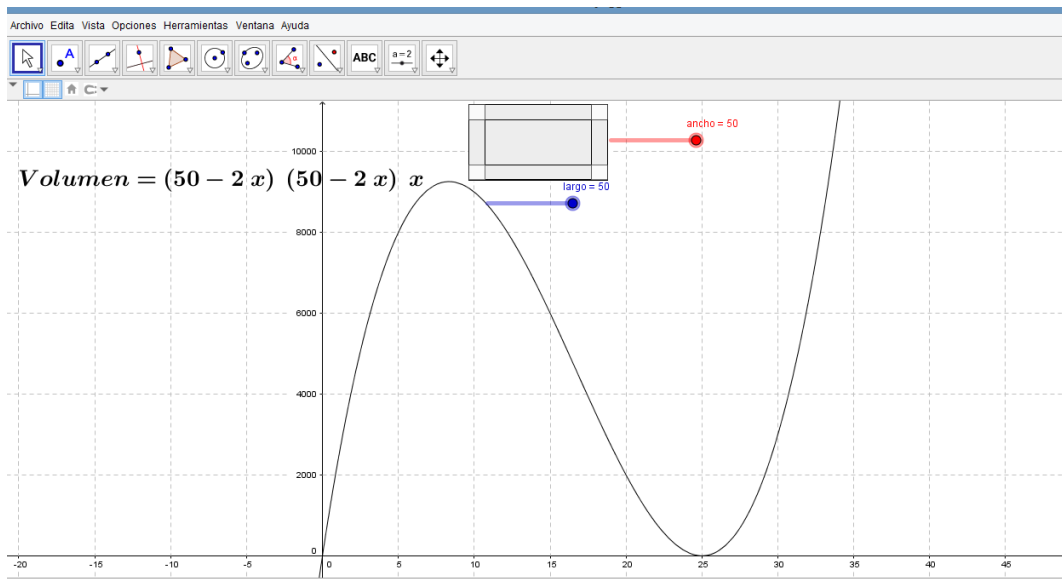 Archivo Edita Vista Opciones Herramientas Ventana Ayuda
A ABC a=2
ancho = 50
10000
Volumen = (50 − 2 x) (50 − 2 x) x
largo = 50
8000
6000
4000
2000
0
-20 -15 -10 -5 0 5 10 15 20 25 30 35 40 45